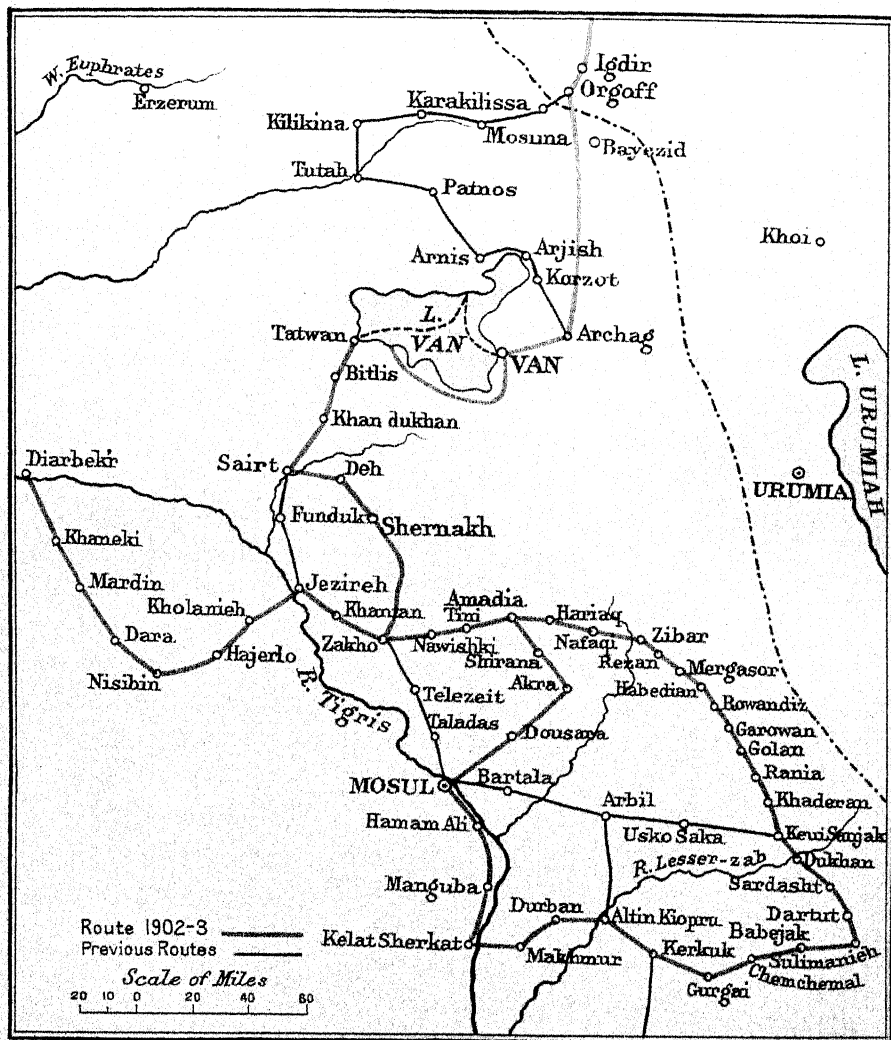 W. Euphrates
Erzerum
Igdir
Orgoff
Karakilissa
Kilikina
Mosuna
Bayezid
Tutah
Patnos
Khoi
Arnis
Arjish
Korzot
L. VAN
Tatwan
VAN
Archag
Bitlis
L. URUMIAH
Khan dukhan
Diarbekr
Sairt
Deh
URUMIA
Funduk
Shernakh
Khaneki
Mardin
Jezireh
Kholanieh
Khantan
Amadia
Tini
Hariaq
Dara
Zakho
Nawishki
Nafaqi
Zibar
Hajerlo
Shirana
Rezan
Mergasor
Nisibin
R. Tigris
Telezeit
Akra
Habedian
Rowandiz
Taladas
Dousara
Garowan
Golan
MOSUL
Bartala
Rania
Arbil
Khaderan
Hamam Ali
Usko Saka
Keui Sanjak
R. Lesser-zab
Dukhan
Manguba
Sardasht
Durban
Altin Kiopru
Dartut
Babejak
Route 1902-3
Previous Routes
Kelat Sherkat
Makhmur
Kerkuk
Sulimanieh
Chemchemal
Gurgai
Scale of Miles
20 10 0 20 40 60